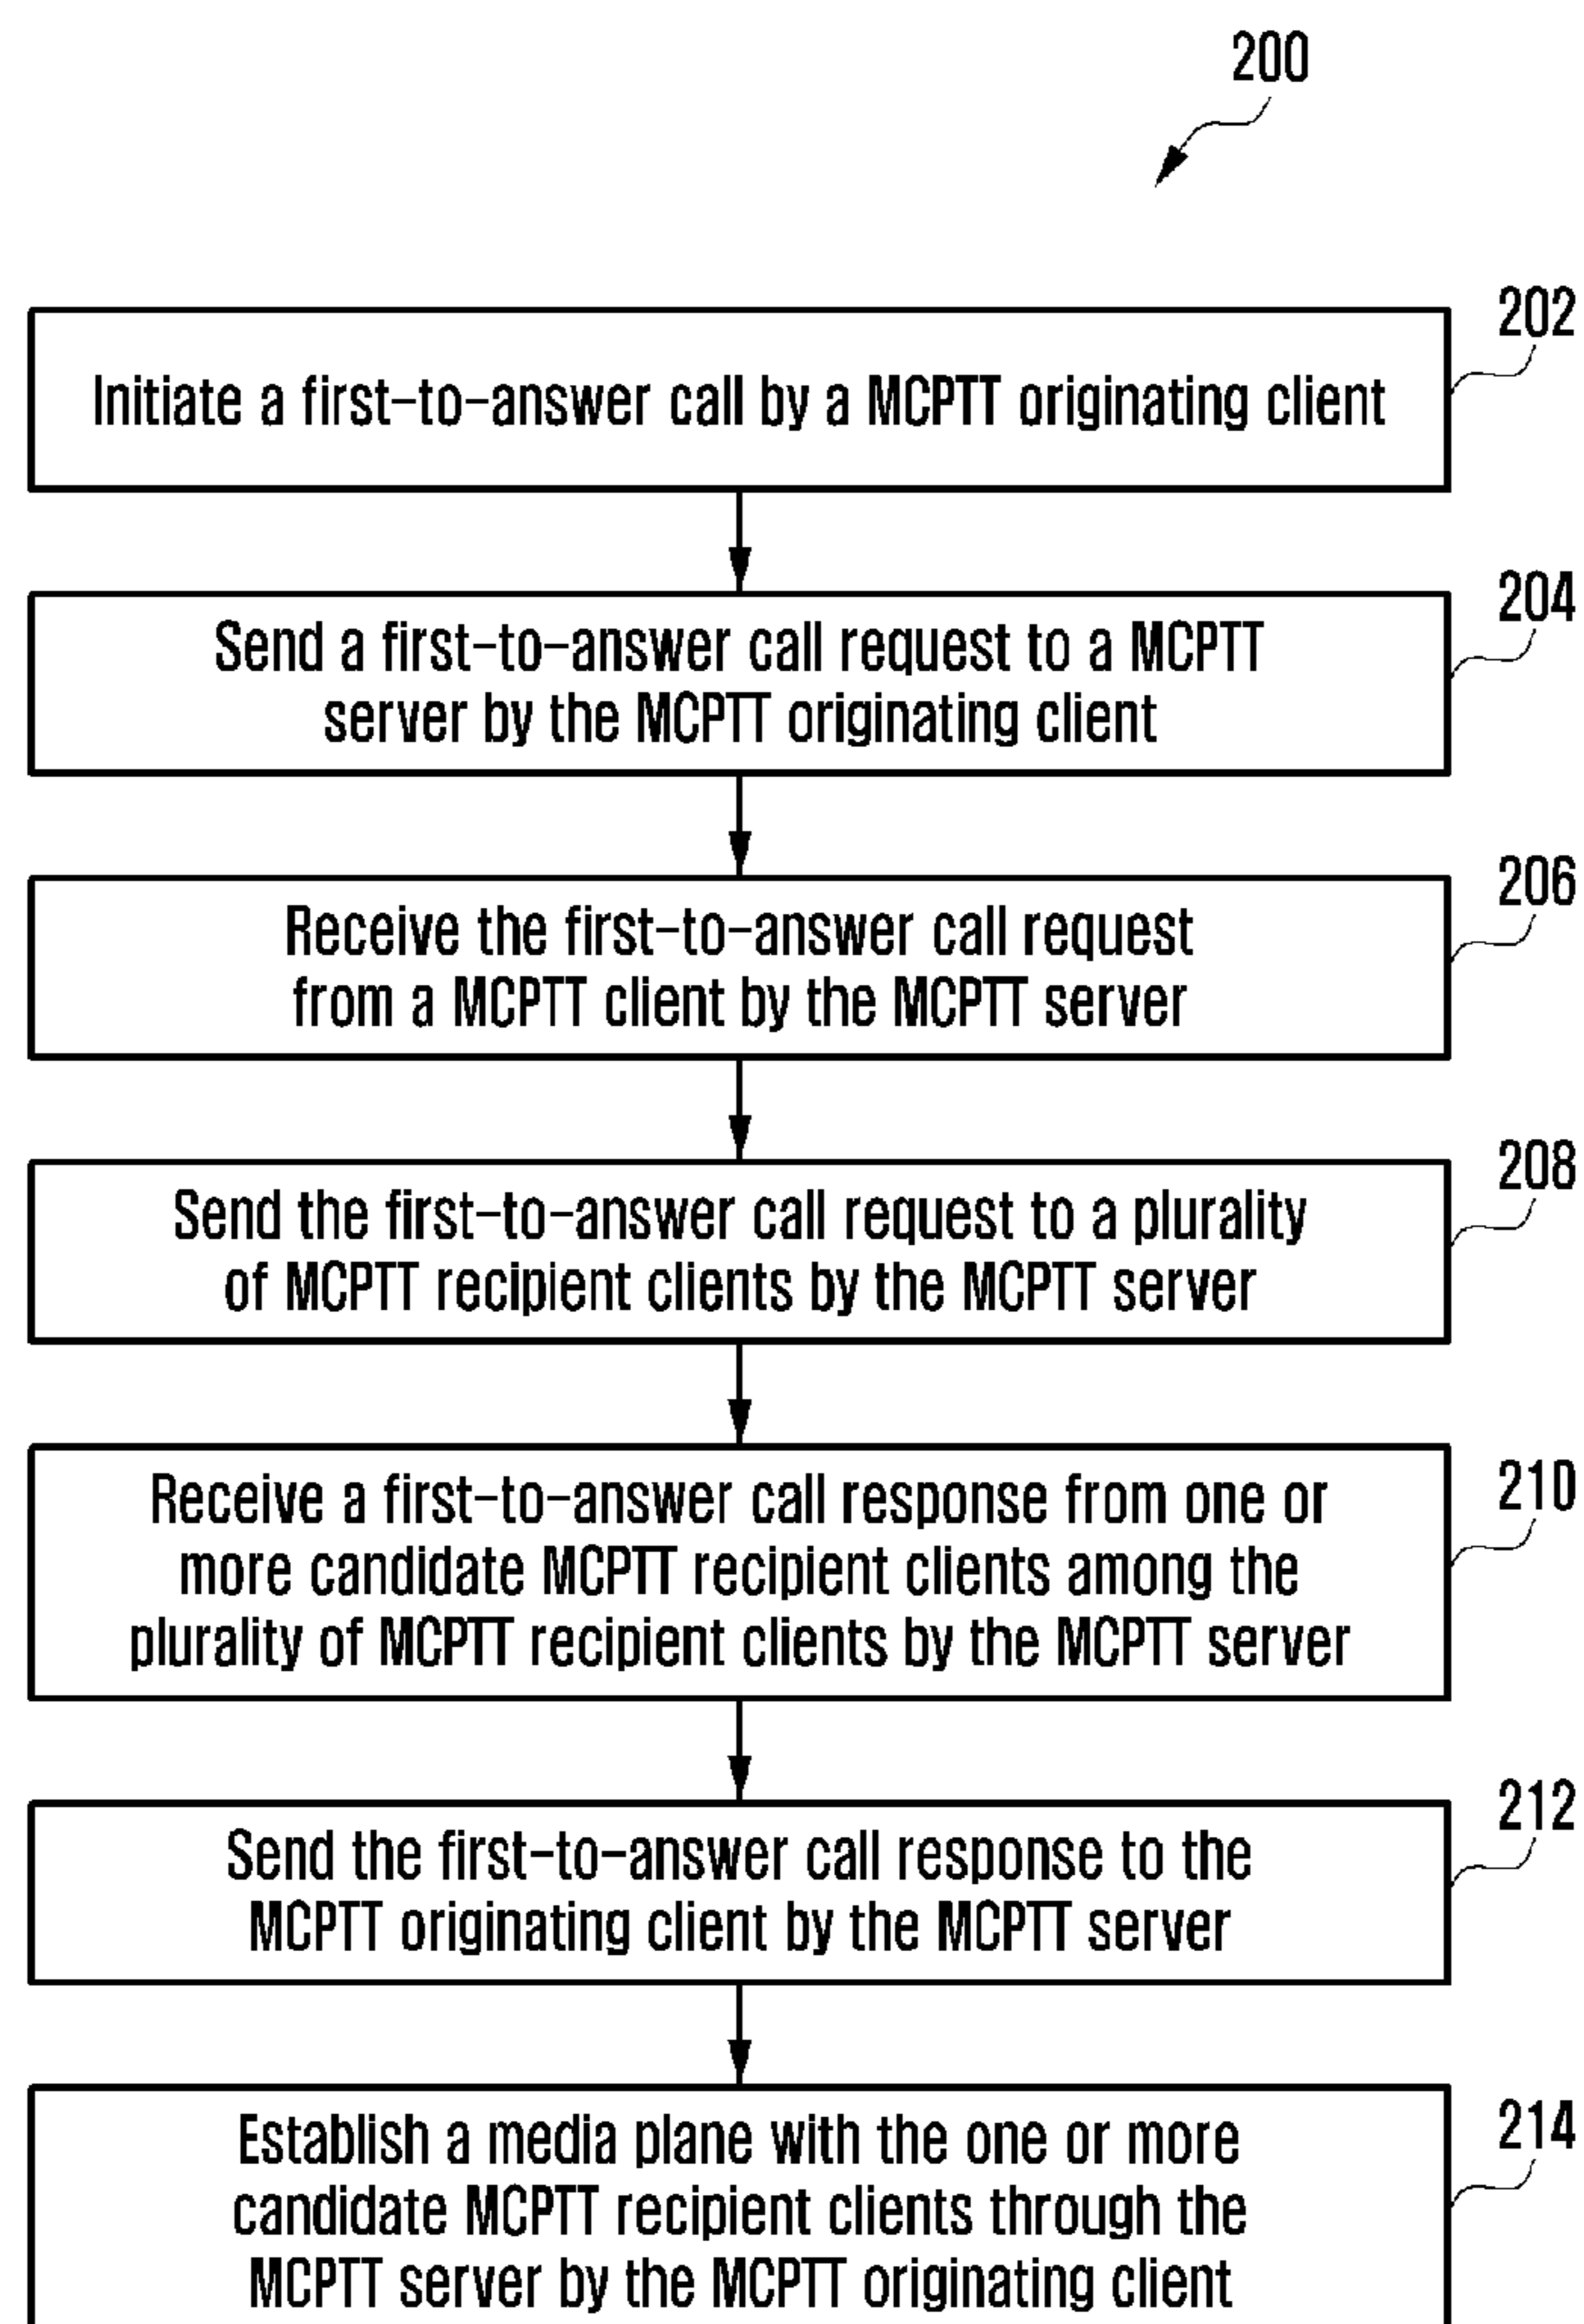 200
202
Initiate a first-to-answer call by a MCPTT originating client
204
Send a first-to-answer call request to a MCPTT
server by the MCPTT originating client
206
Receive the first-to-answer call request
from a MCPTT client by the MCPTT server
208
Send the first-to-answer call request to a plurality
of MCPTT recipient clients by the MCPTT server
210
Receive a first-to-answer call response from one or
more candidate MCPTT recipient clients among the
plurality of MCPTT recipient clients by the MCPTT server
212
Send the first-to-answer call response to the
MCPTT originating client by the MCPTT server
214
Establish a media plane with the one or more
candidate MCPTT recipient clients through the
MCPTT server by the MCPTT originating client